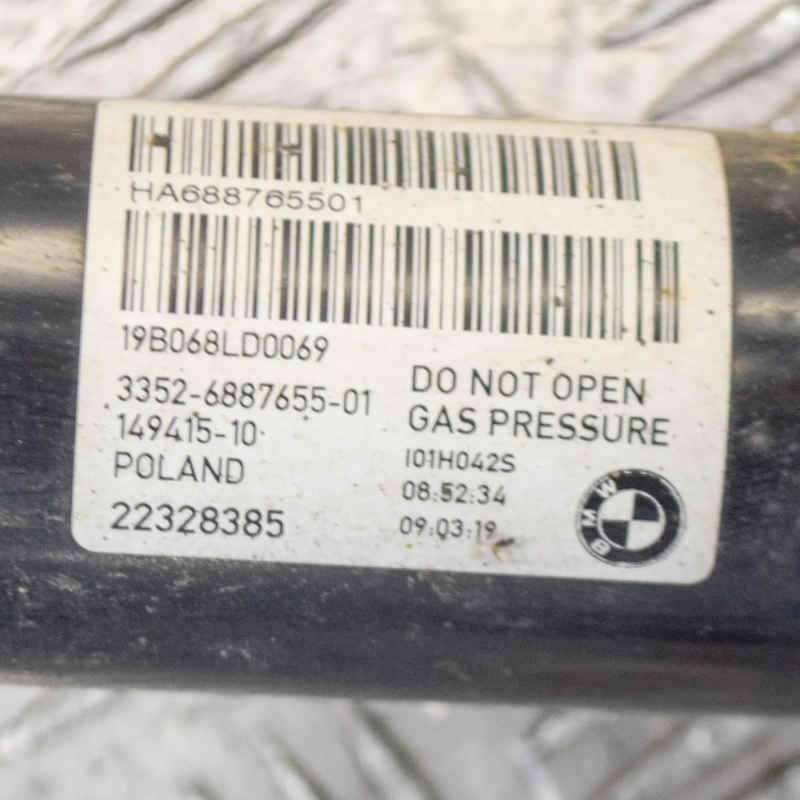 HA688765501
19B068LD0069
3352-6887655-01
149415-10
POLAND
22328385
DO NOT OPEN
GAS PRESSURE
I01H042S
08:52:34
09:03:19
BMW